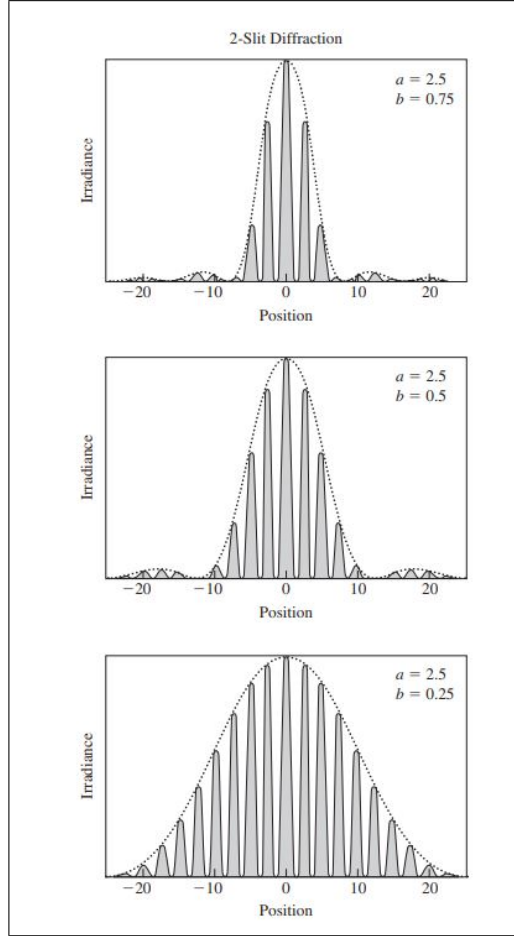 2-Slit Diffraction
a = 2.5
b = 0.75
Irradiance
−20 −10 0 10 20
Position
a = 2.5
b = 0.5
Irradiance
−20 −10 0 10 20
Position
a = 2.5
b = 0.25
Irradiance
−20 −10 0 10 20
Position